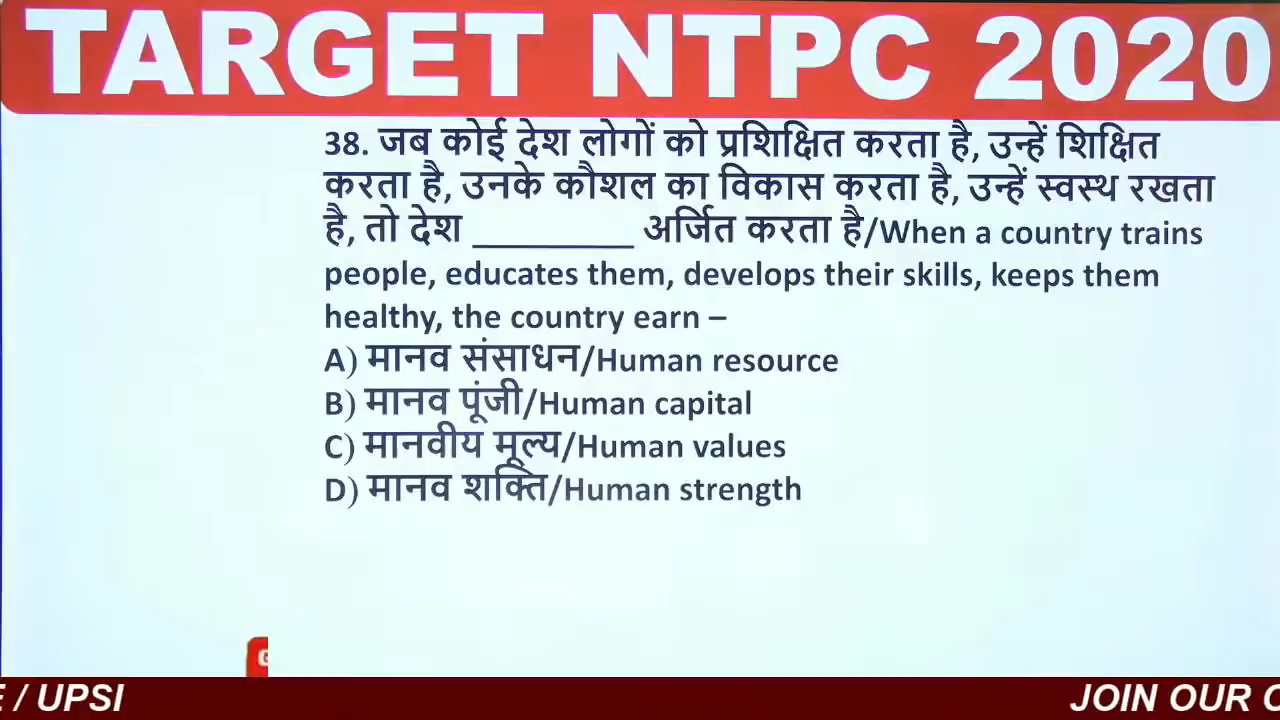 TARGET NTPC 2020
38. जब कोई देश लोगों को प्रशिक्षित करता है, उन्हें शिक्षित
करता है, उनके कौशल का विकास करता है, उन्हें स्वस्थ रखता
है, तो देश __________ अर्जित करता है/When a country trains
people, educates them, develops their skills, keeps them
healthy, the country earn –
A) मानव संसाधन/Human resource
B) मानव पूंजी/Human capital
C) मानवीय मूल्य/Human values
D) मानव शक्ति/Human strength
/ UPSI
JOIN OUR